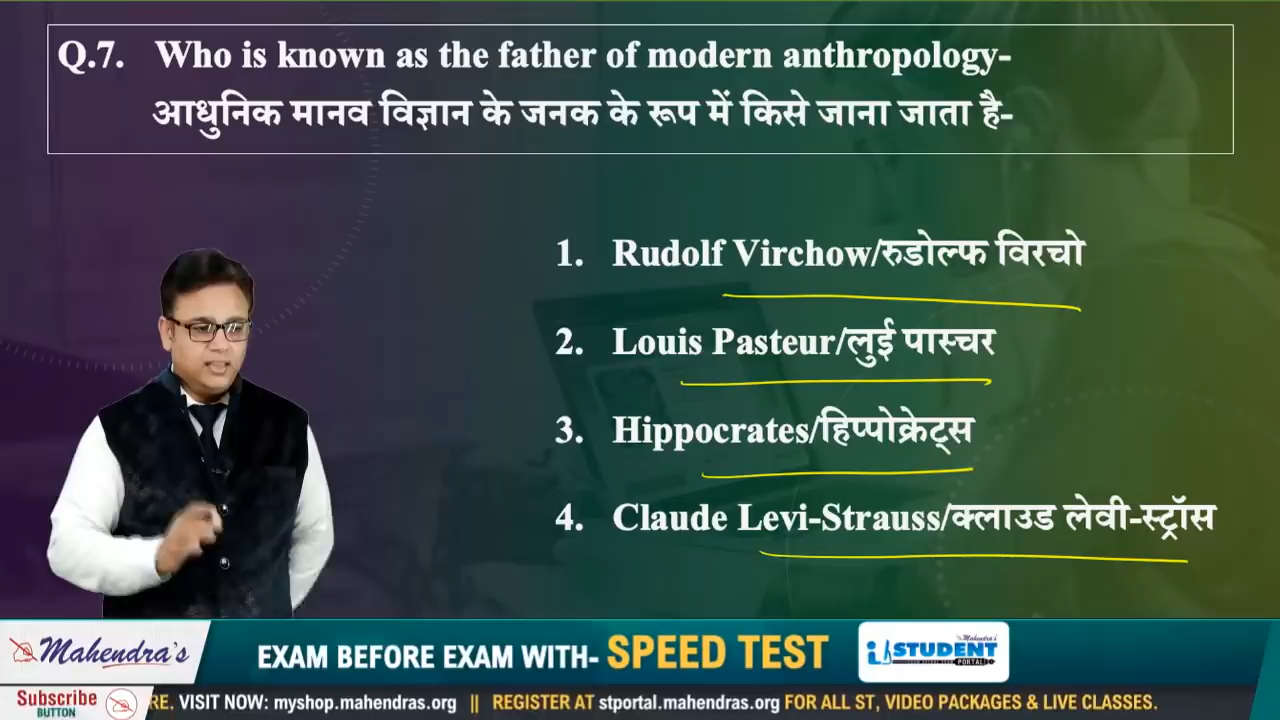 Q.7. Who is known as the father of modern anthropology-
आधुनिक मानव विज्ञान के जनक के रूप में किसे जाना जाता है-
1. Rudolf Virchow/रुडोल्फ विरचो
2. Louis Pasteur/लुई पास्चर
3. Hippocrates/हिप्पोक्रेट्स
4. Claude Levi-Strauss/क्लाउड लेवी-स्ट्रॉस
Mahendra's
EXAM BEFORE EXAM WITH- SPEED TEST
Mahendra's
STUDENT
PORTAL
Subscribe
BUTTON
RE. VISIT NOW: myshop.mahendras.org || REGISTER AT stportal.mahendras.org FOR ALL ST, VIDEO PACKAGES & LIVE CLASSES.